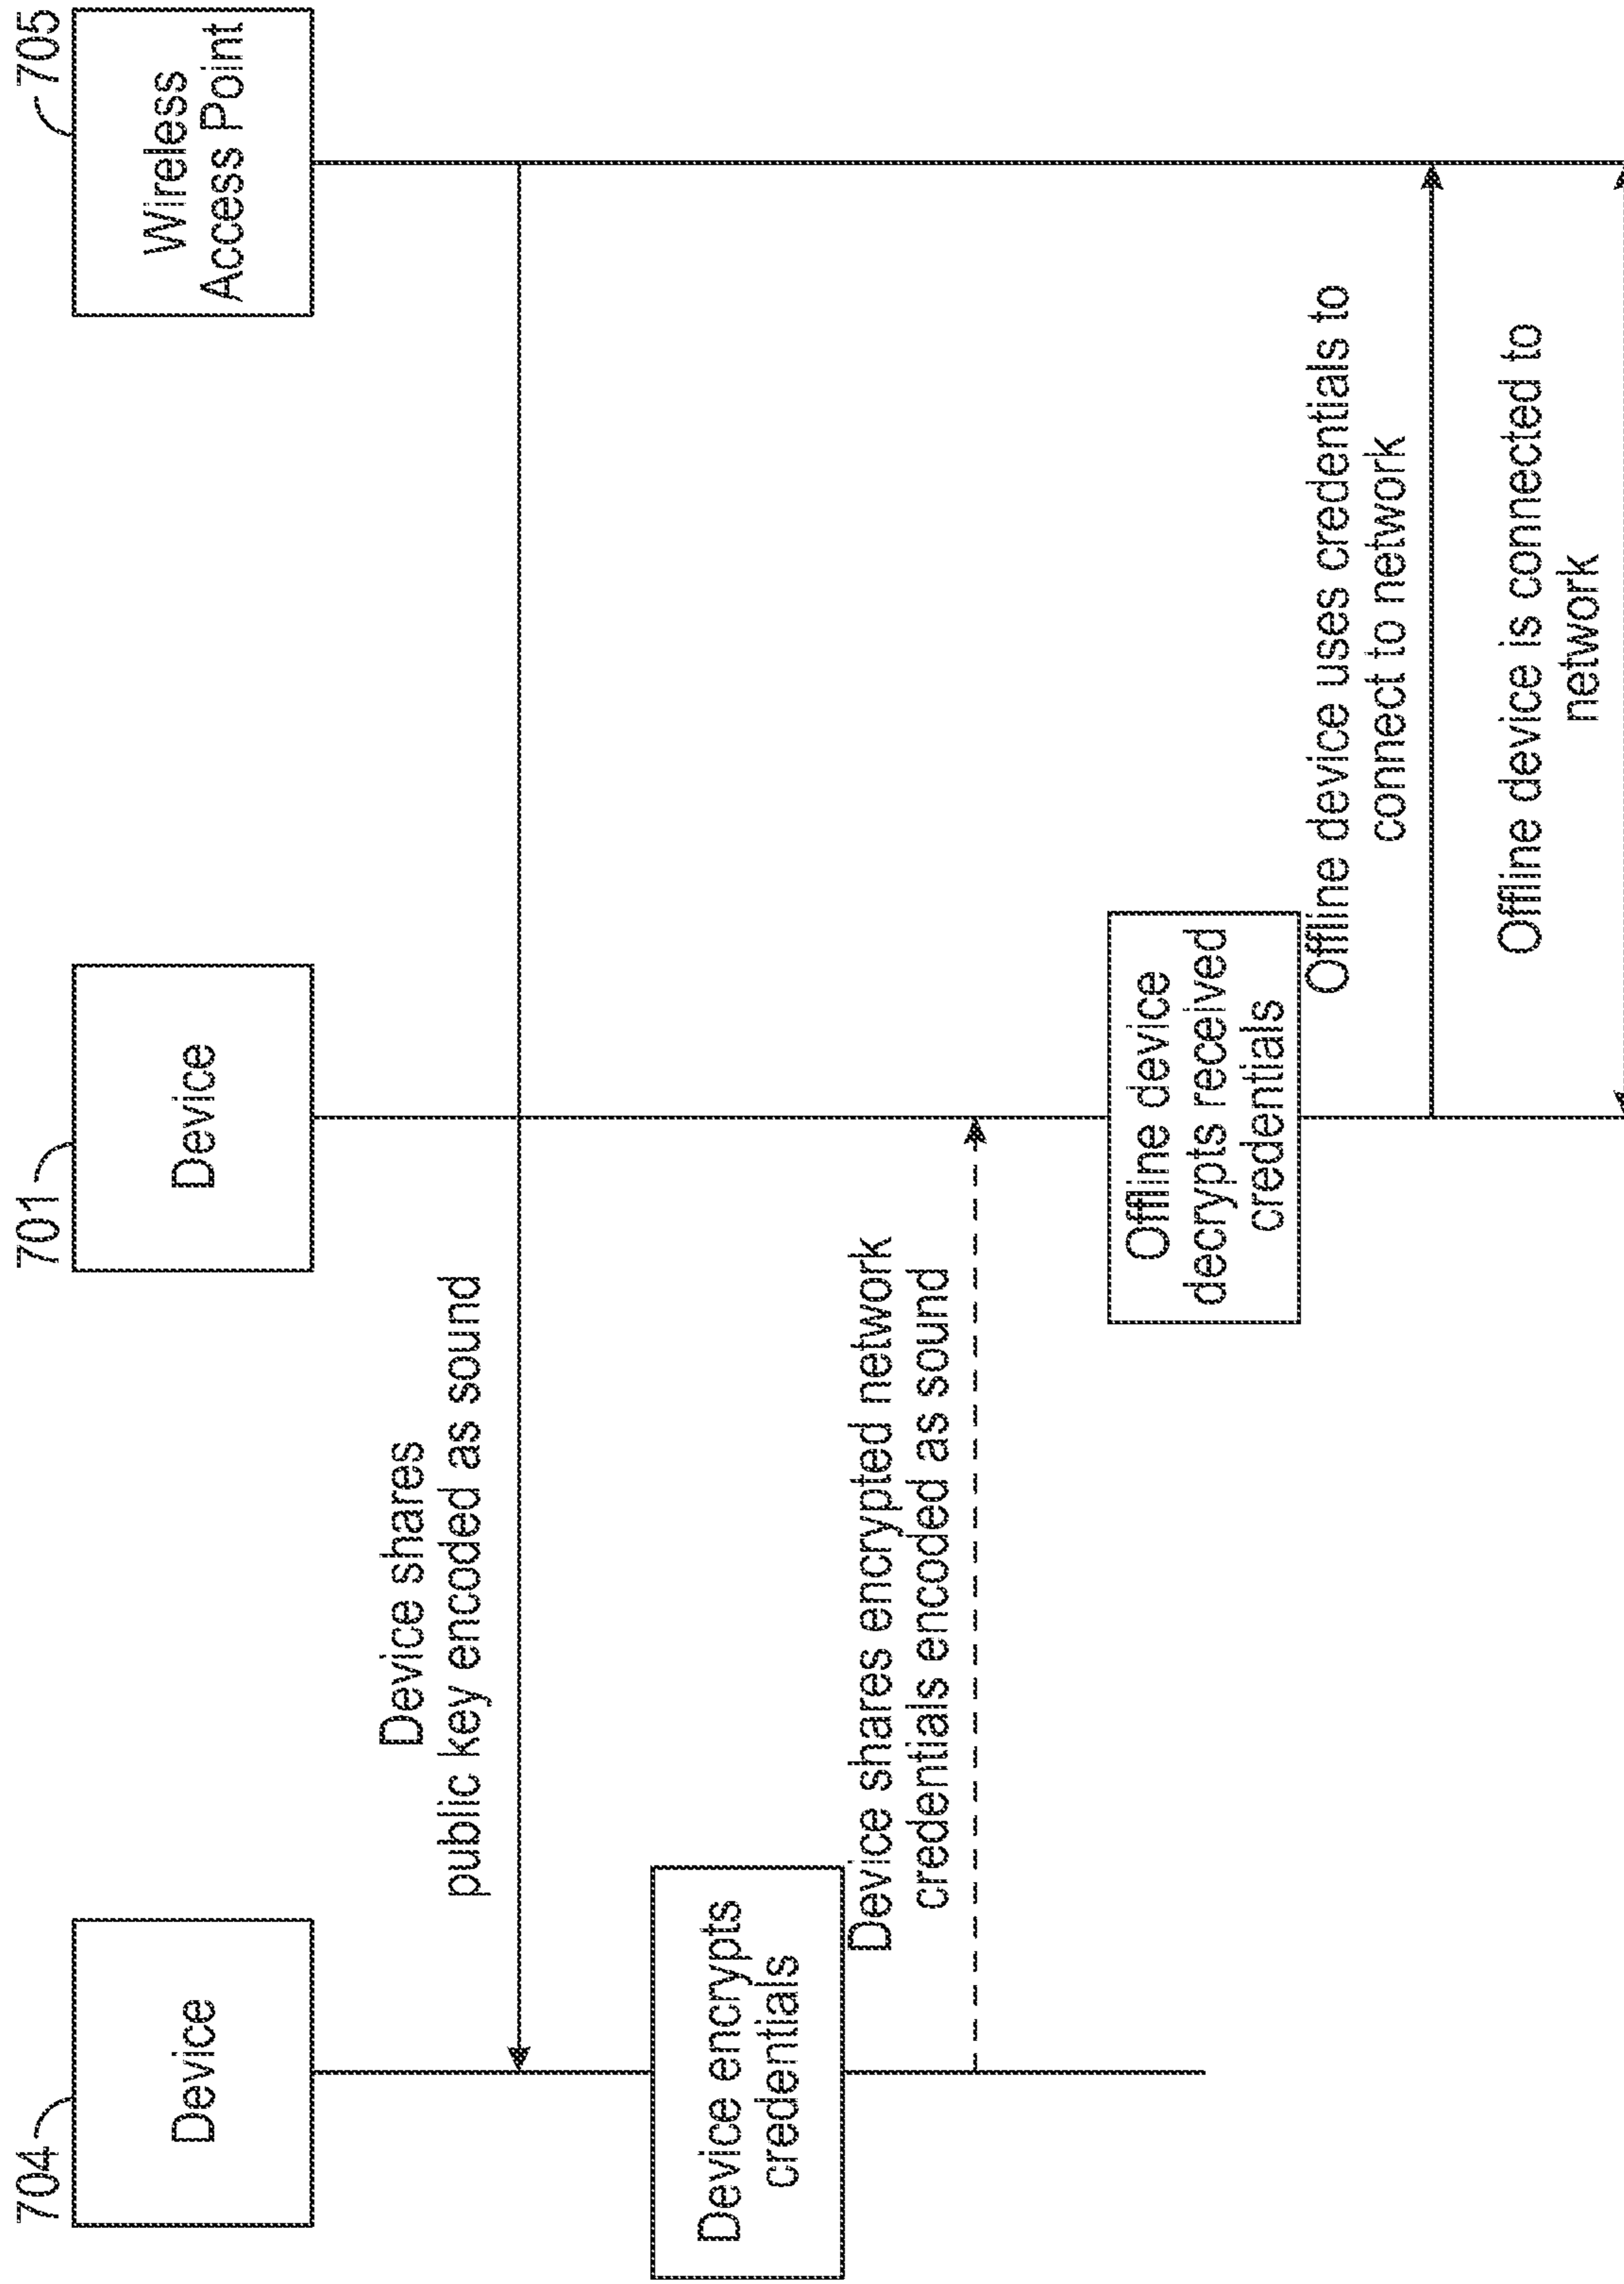 704
Device
701
Device
705
Wireless
Access Point
Device shares
public key encoded as sound
Device encrypts
credentials
Device shares encrypted network
credentials encoded as sound
Offline device
decrypts received
credentials
Offline device uses credentials to
connect to network
Offline device is connected to
network